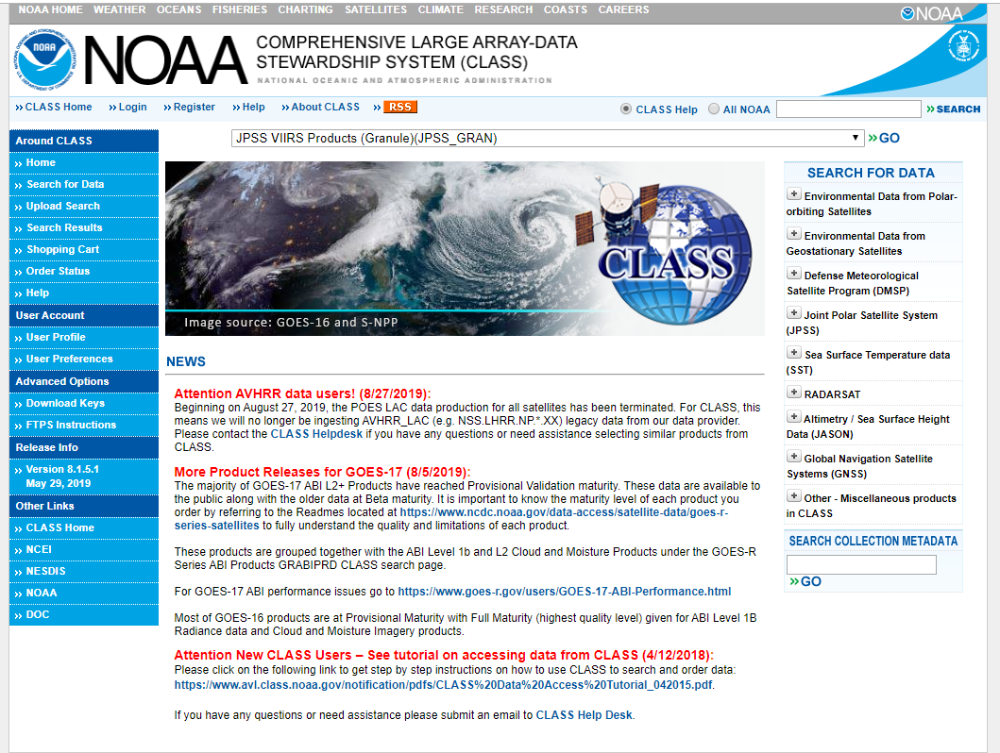 NOAA HOME WEATHER OCEANS FISHERIES CHARTING SATELLITES CLIMATE RESEARCH COASTS CAREERS
NOAA
NOAA
NOAA
COMPREHENSIVE LARGE ARRAY-DATA
STEWARDSHIP SYSTEM (CLASS)
NATIONAL OCEANIC AND ATMOSPHERIC ADMINISTRATION
» CLASS Home » Login » Register » Help » About CLASS » RSS
CLASS Help All NOAA » SEARCH
JPSS VIIRS Products (Granule)(JPSS_GRAN) ▼ » GO
Around CLASS
» Home
» Search for Data
» Upload Search
» Search Results
» Shopping Cart
» Order Status
» Help
User Account
» User Profile
» User Preferences
Advanced Options
» Download Keys
» FTPS Instructions
Release Info
» Version 8.1.5.1
May 29, 2019
Other Links
» CLASS Home
» NCEI
» NESDIS
» NOAA
» DOC
CLASS
Image source: GOES-16 and S-NPP
NEWS
Attention AVHRR data users! (8/27/2019):
Beginning on August 27, 2019, the POES LAC data production for all satellites has been terminated. For CLASS, this
means we will no longer be ingesting AVHRR_LAC (e.g. NSS.LHRR.NP.*.XX) legacy data from our data provider.
Please contact the CLASS Helpdesk if you have any questions or need assistance selecting similar products from
CLASS.
More Product Releases for GOES-17 (8/5/2019):
The majority of GOES-17 ABI L2+ Products have reached Provisional Validation maturity. These data are available to
the public along with the older data at Beta maturity. It is important to know the maturity level of each product you
order by referring to the Readmes located at https://www.ncdc.noaa.gov/data-access/satellite-data/goes-r-
series-satellites to fully understand the quality and limitations of each product.
These products are grouped together with the ABI Level 1b and L2 Cloud and Moisture Products under the GOES-R
Series ABI Products GRABIPRD CLASS search page.
For GOES-17 ABI performance issues go to https://www.goes-r.gov/users/GOES-17-ABI-Performance.html
Most of GOES-16 products are at Provisional Maturity with Full Maturity (highest quality level) given for ABI Level 1B
Radiance data and Cloud and Moisture Imagery products.
Attention New CLASS Users – See tutorial on accessing data from CLASS (4/12/2018):
Please click on the following link to get step by step instructions on how to use CLASS to search and order data:
https://www.avl.class.noaa.gov/notification/pdfs/CLASS%20Data%20Access%20Tutorial_042015.pdf.
If you have any questions or need assistance please submit an email to CLASS Help Desk.
SEARCH FOR DATA
+ Environmental Data from Polar-
orbiting Satellites
+ Environmental Data from
Geostationary Satellites
+ Defense Meteorological
Satellite Program (DMSP)
+ Joint Polar Satellite System
(JPSS)
+ Sea Surface Temperature data
(SST)
+ RADARSAT
+ Altimetry / Sea Surface Height
Data (JASON)
+ Global Navigation Satellite
Systems (GNSS)
+ Other - Miscellaneous products
in CLASS
SEARCH COLLECTION METADATA
» GO